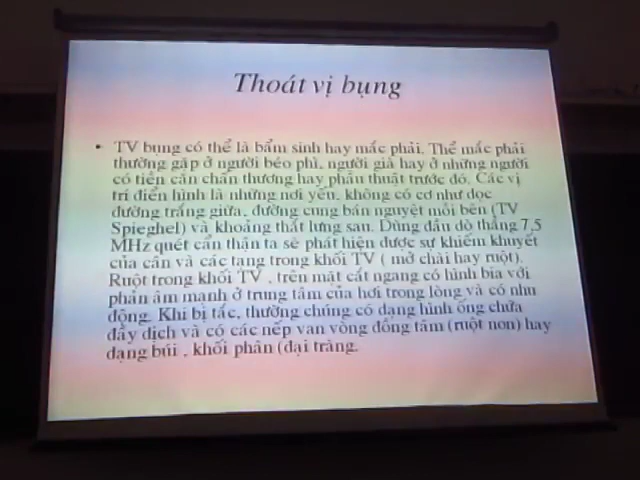 Thoát vị bụng
• TV bụng có thể là bẩm sinh hay mắc phải. Thể mắc phải
thường gặp ở người béo phì, người già hay ở những người
có tiền căn chấn thương hay phẫu thuật trước đó. Các vị
trí điển hình là những nơi yếu, không có cơ như dọc
đường trắng giữa, đường cung bán nguyệt mỗi bên (TV
Spieghel) và khoảng thắt lưng sau. Dùng đầu dò thẳng 7,5
MHz quét cẩn thận ta sẽ phát hiện được sự khiếm khuyết
của cân và các tạng trong khối TV ( mở chài hay ruột).
Ruột trong khối TV , trên mặt cắt ngang có hình bia với
phản âm mạnh ở trung tâm của hơi trong lòng và có nhu
động. Khi bị tắc, thường chúng có dạng hình ống chứa
đầy dịch và có các nếp van vòng đồng tâm (ruột non) hay
dạng búi , khối phân (đại tràng.